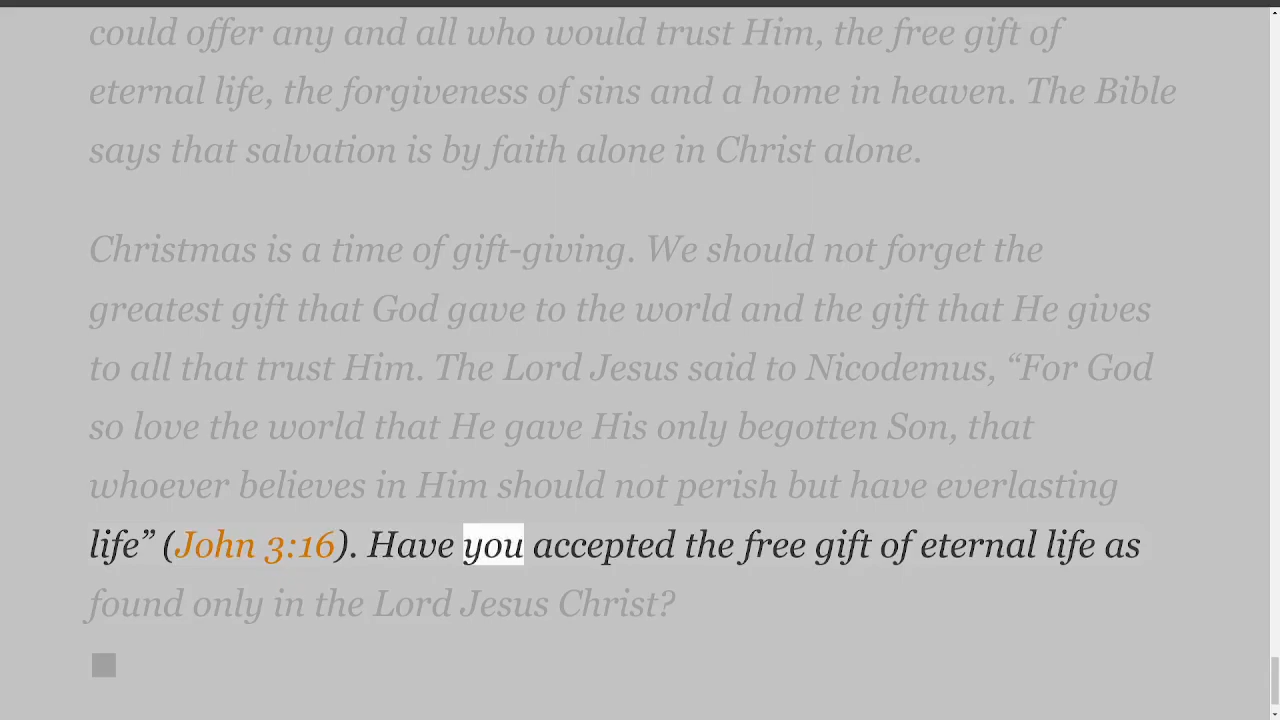 could offer any and all who would trust Him, the free gift of
eternal life, the forgiveness of sins and a home in heaven. The Bible
says that salvation is by faith alone in Christ alone.
Christmas is a time of gift-giving. We should not forget the
greatest gift that God gave to the world and the gift that He gives
to all that trust Him. The Lord Jesus said to Nicodemus, “For God
so love the world that He gave His only begotten Son, that
whoever believes in Him should not perish but have everlasting
life” (John 3:16). Have you accepted the free gift of eternal life as
found only in the Lord Jesus Christ?